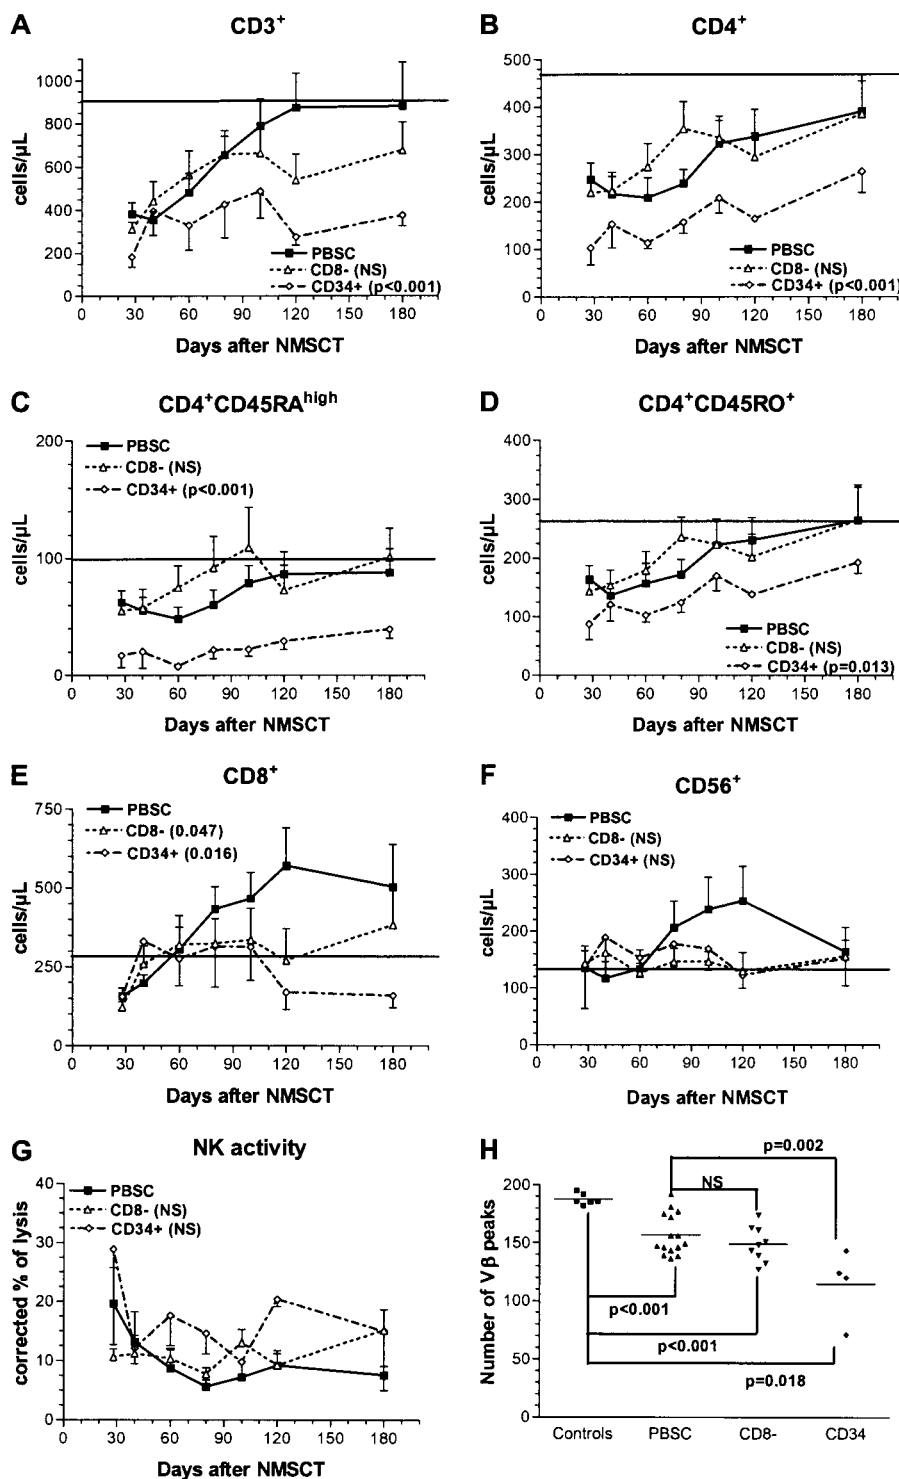 A
CD3+
cells/µL
1000
800
600
400
200
0
PBSC
CD8- (NS)
CD34+ (p<0.001)
0 30 60 90 120 150 180
Days after NMSCT
B
CD4+
cells/µL
500
400
300
200
100
0
PBSC
CD8- (NS)
CD34+ (p<0.001)
0 30 60 90 120 150 180
Days after NMSCT
C
CD4+CD45RAhigh
cells/µL
200
100
0
PBSC
CD8- (NS)
CD34+ (p<0.001)
0 30 60 90 120 150 180
Days after NMSCT
D
CD4+CD45RO+
cells/µL
400
300
200
100
0
PBSC
CD8- (NS)
CD34+ (p=0.013)
0 30 60 90 120 150 180
Days after NMSCT
E
CD8+
cells/µL
750
500
250
0
PBSC
CD8- (0.047)
CD34+ (0.016)
0 30 60 90 120 150 180
Days after NMSCT
F
CD56+
cells/µL
400
300
200
100
0
PBSC
CD8- (NS)
CD34+ (NS)
0 30 60 90 120 150 180
Days after NMSCT
G
NK activity
corrected % of lysis
40
30
20
10
0
PBSC
CD8- (NS)
CD34+ (NS)
0 30 60 90 120 150 180
Days after NMSCT
H
Number of Vβ peaks
200
150
100
50
0
p=0.002
NS
p<0.001
p<0.001
p=0.018
Controls PBSC CD8- CD34